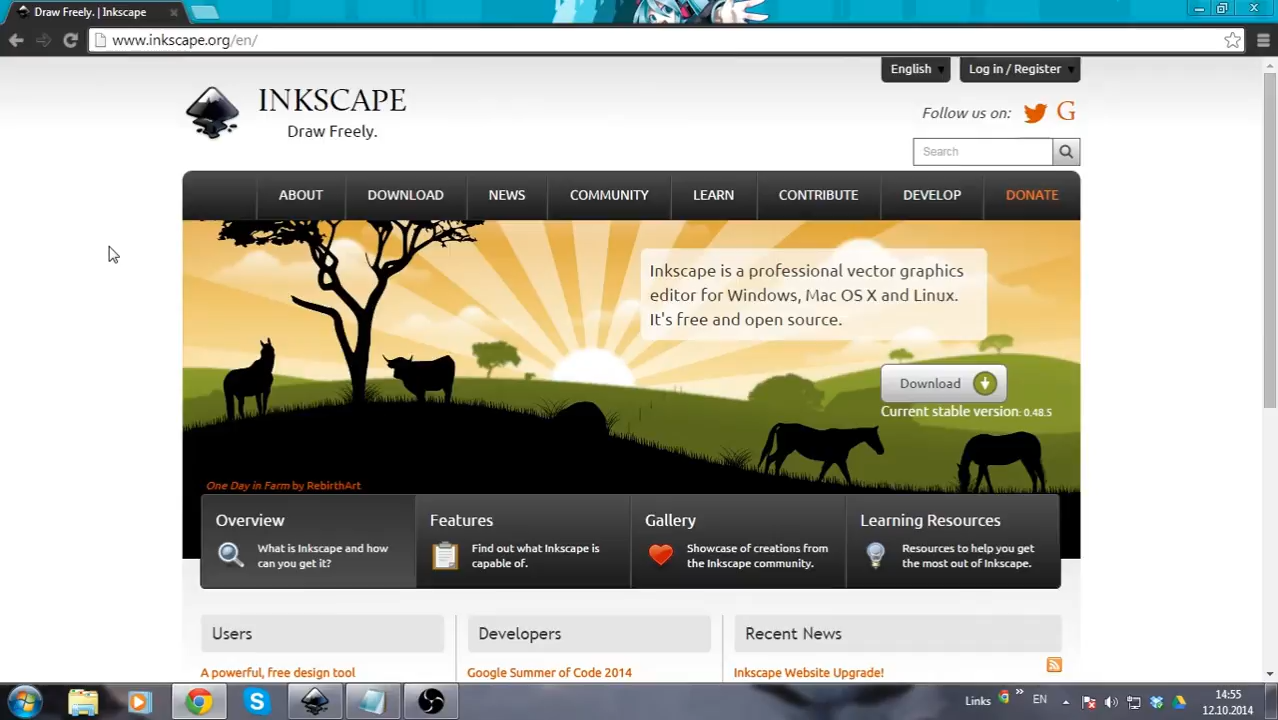 Draw Freely. | Inkscape
www.inkscape.org/en/
English
Log in / Register
INKSCAPE
Draw Freely.
Follow us on:
Search
ABOUT
DOWNLOAD
NEWS
COMMUNITY
LEARN
CONTRIBUTE
DEVELOP
DONATE
Inkscape is a professional vector graphics
editor for Windows, Mac OS X and Linux.
It's free and open source.
Download
Current stable version: 0.48.5
One Day in Farm by RebirthArt
Overview
What is Inkscape and how
can you get it?
Features
Find out what Inkscape is
capable of.
Gallery
Showcase of creations from
the Inkscape community.
Learning Resources
Resources to help you get
the most out of Inkscape.
Users
A powerful, free design tool
Developers
Google Summer of Code 2014
Recent News
Inkscape Website Upgrade!
Links
EN
14:55
12.10.2014